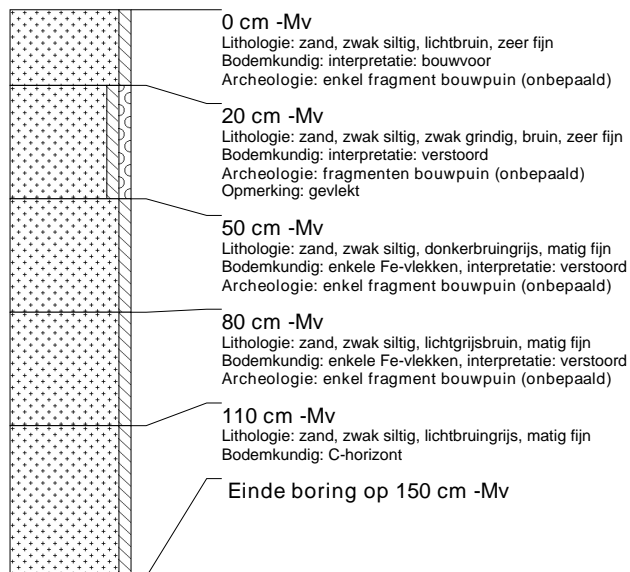 0 cm -Mv
Lithologie: zand, zwak siltig, lichtbruin, zeer fijn
Bodemkundig: interpretatie: bouwvoor
Archeologie: enkel fragment bouwpuin (onbepaald)
20 cm -Mv
Lithologie: zand, zwak siltig, zwak grindig, bruin, zeer fijn
Bodemkundig: interpretatie: verstoord
Archeologie: fragmenten bouwpuin (onbepaald)
Opmerking: gevlekt
50 cm -Mv
Lithologie: zand, zwak siltig, donkerbruingrijs, matig fijn
Bodemkundig: enkele Fe-vlekken, interpretatie: verstoord
Archeologie: enkel fragment bouwpuin (onbepaald)
80 cm -Mv
Lithologie: zand, zwak siltig, lichtgrijsbruin, matig fijn
Bodemkundig: enkele Fe-vlekken, interpretatie: verstoord
Archeologie: enkel fragment bouwpuin (onbepaald)
110 cm -Mv
Lithologie: zand, zwak siltig, lichtbruingrijs, matig fijn
Bodemkundig: C-horizont
Einde boring op 150 cm -Mv